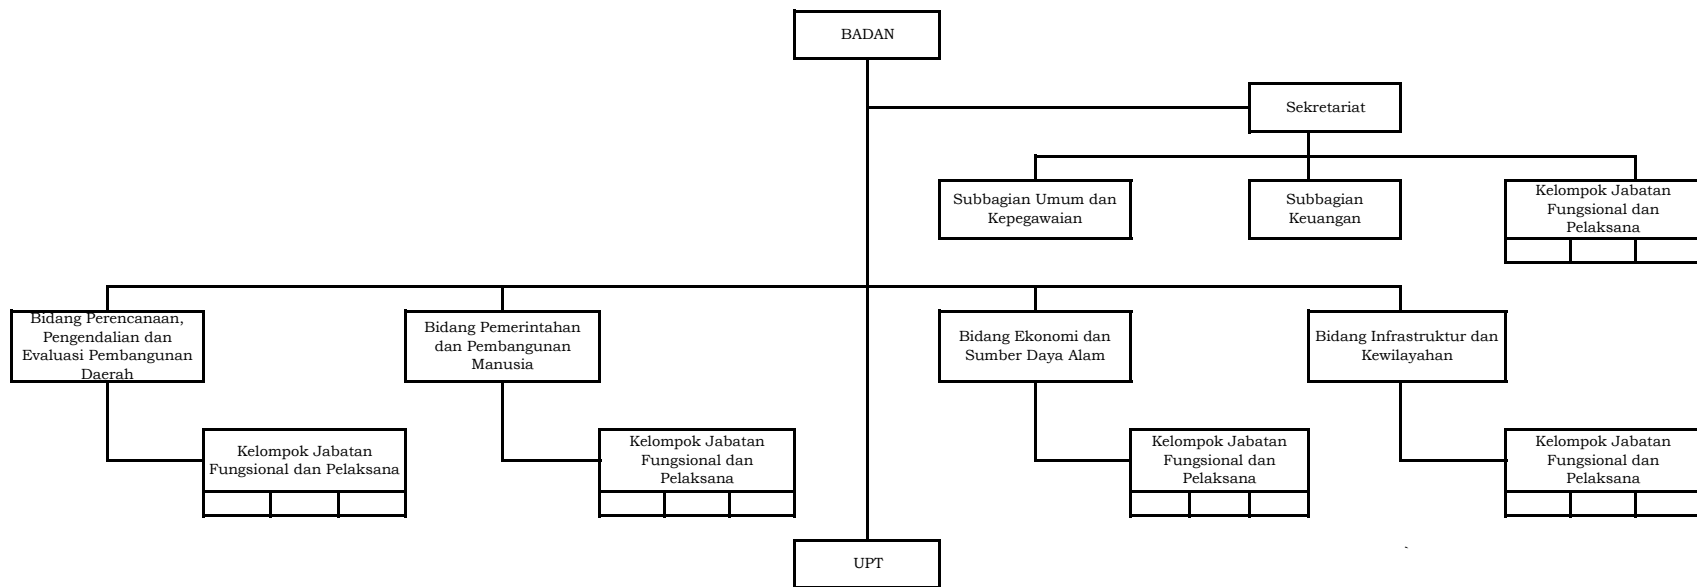 BADAN
Sekretariat
Subbagian Umum dan
Kepegawaian
Subbagian
Keuangan
Kelompok Jabatan
Fungsional dan
Pelaksana
Bidang Perencanaan,
Pengendalian dan
Evaluasi Pembangunan
Daerah
Bidang Pemerintahan
dan Pembangunan
Manusia
Bidang Ekonomi dan
Sumber Daya Alam
Bidang Infrastruktur dan
Kewilayahan
Kelompok Jabatan
Fungsional dan Pelaksana
Kelompok Jabatan
Fungsional dan
Pelaksana
Kelompok Jabatan
Fungsional dan
Pelaksana
Kelompok Jabatan
Fungsional dan
Pelaksana
UPT